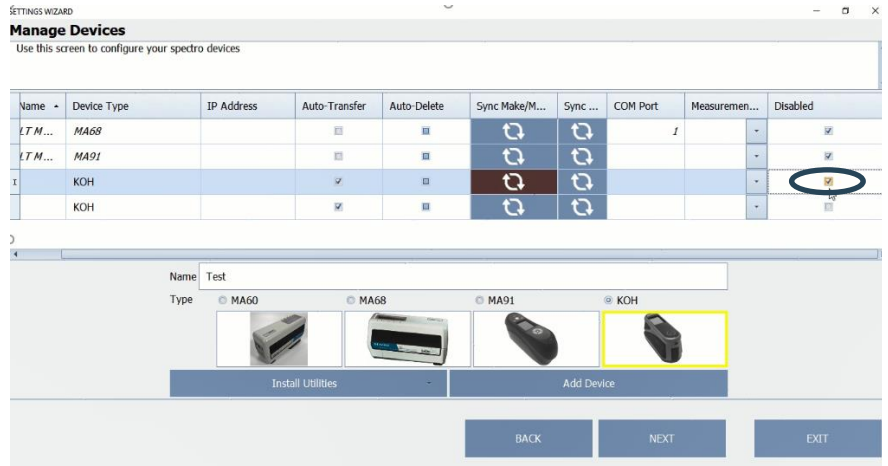 SETTINGS WIZARD
Manage Devices
Use this screen to configure your spectro devices
Name Device Type IP Address Auto-Transfer Auto-Delete Sync Make/M... Sync ... COM Port Measuremen... Disabled
LT M... MA68 1
LT M... MA91
I KOH
KOH
Name Test
Type MA60 MA68 MA91 KOH
Install Utilities Add Device
BACK NEXT EXIT